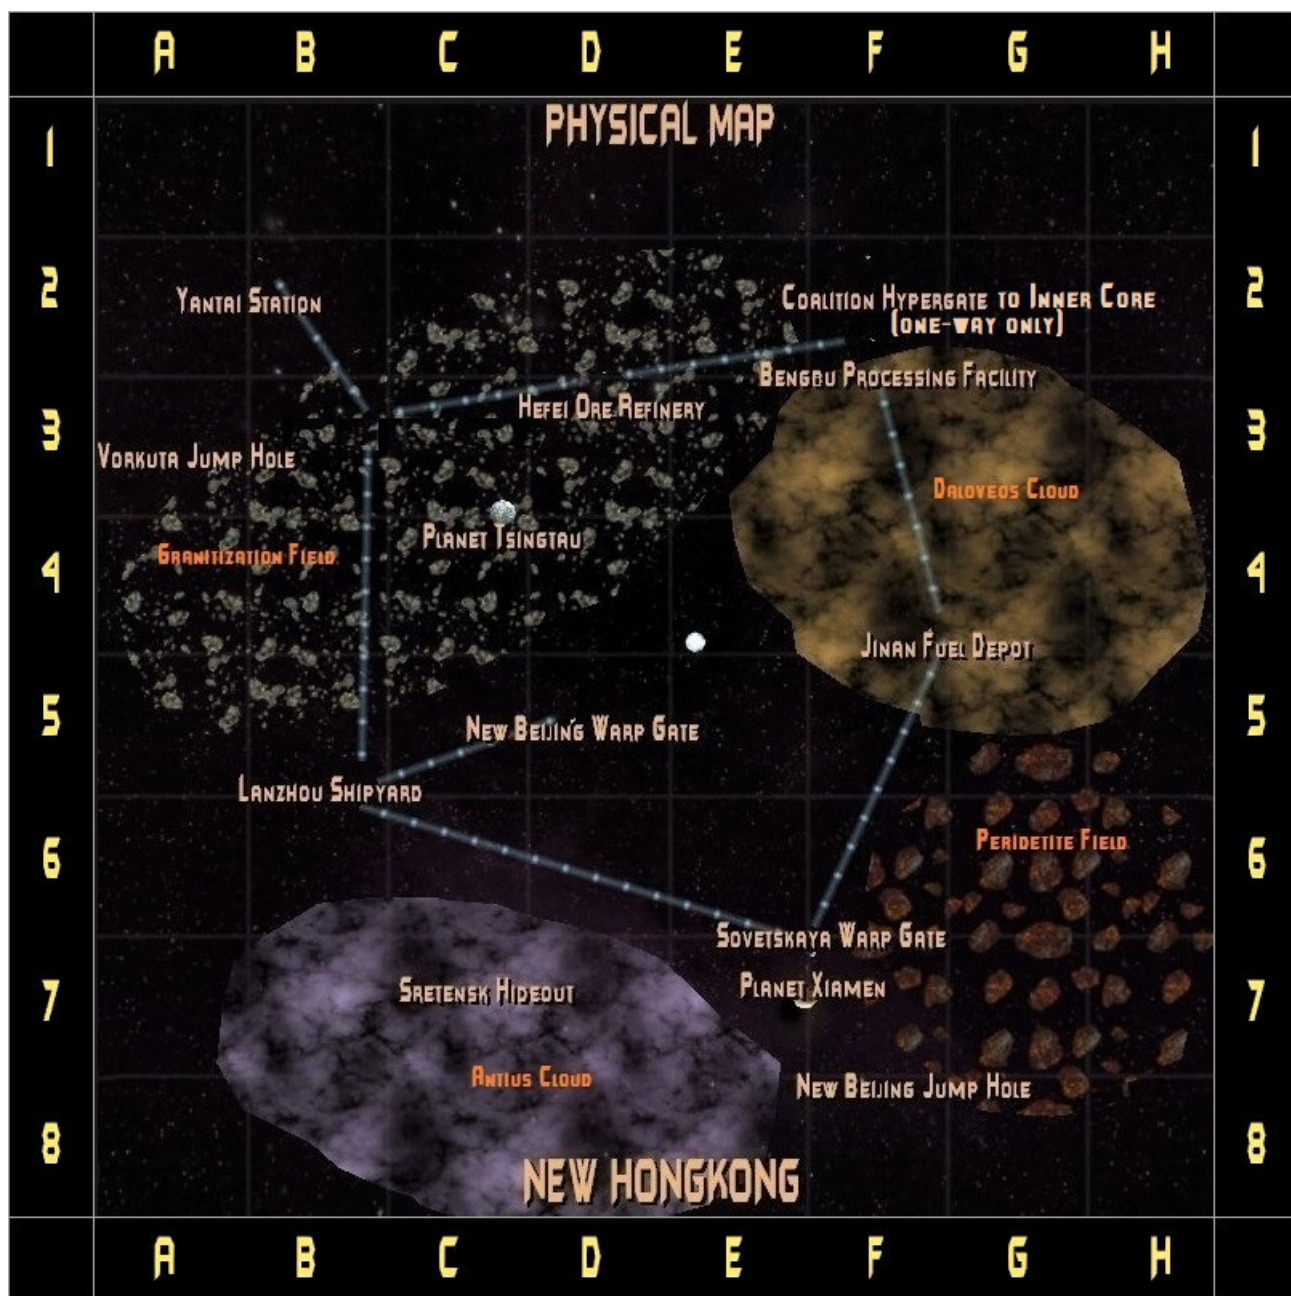 A B C D E F G H
PHYSICAL MAP
1 1
2 2
Yantai Station
Coalition Hypergate to Inner Core
(one-way only)
Bengbu Processing Facility
Hefei Ore Refinery
3 3
Vorkuta Jump Hole
Daloveos Cloud
Planet Tsingtau
Granitization Field
4 4
Jinan Fuel Depot
5 5
New Beijing Warp Gate
Lanzhou Shipyard
Peridetite Field
6 6
Sovetskaya Warp Gate
Planet Xiamen
Sretensk Hideout
7 7
Antius Cloud
New Beijing Jump Hole
8 8
NEW HONGKONG
A B C D E F G H